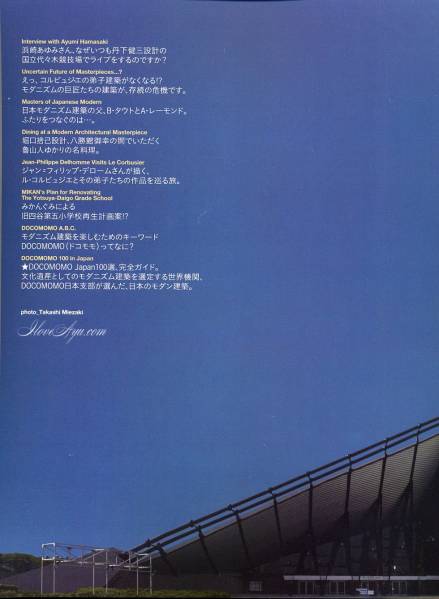 Interview with Ayumi Hamasaki
浜崎あゆみさん、なぜいつも丹下健三設計の
国立代々木競技場でライブをするのですか?
Uncertain Future of Masterpieces...?
えっ、コルビュジエの弟子建築がなくなる!?
モダニズムの巨匠たちの建築が、存続の危機です。
Masters of Japanese Modern
日本モダニズム建築の父、B・タウトとA・レーモンド。
ふたりをつなぐのは…。
Dining at a Modern Architectural Masterpiece
堀口捨己設計、八勝館御幸の間でいただく
魯山人ゆかりの名料理。
Jean-Philippe Delhomme Visits Le Corbusier
ジャン=フィリップ・デロームさんが描く、
ル・コルビュジエとその弟子たちの作品を巡る旅。
MIKAN's Plan for Renovating
The Yotsuya-Daigo Grade School
みかんぐみによる
旧四谷第五小学校再生計画案!?
DOCOMOMO A.B.C.
モダニズム建築を楽しむためのキーワード
DOCOMOMO(ドコモモ)ってなに?
DOCOMOMO 100 in Japan
★DOCOMOMO Japan100選、完全ガイド。
文化遺産としてのモダニズム建築を選定する世界機関、
DOCOMOMO日本支部が選んだ、日本のモダン建築。
photo_Takashi Miezaki
IloveAyu.com